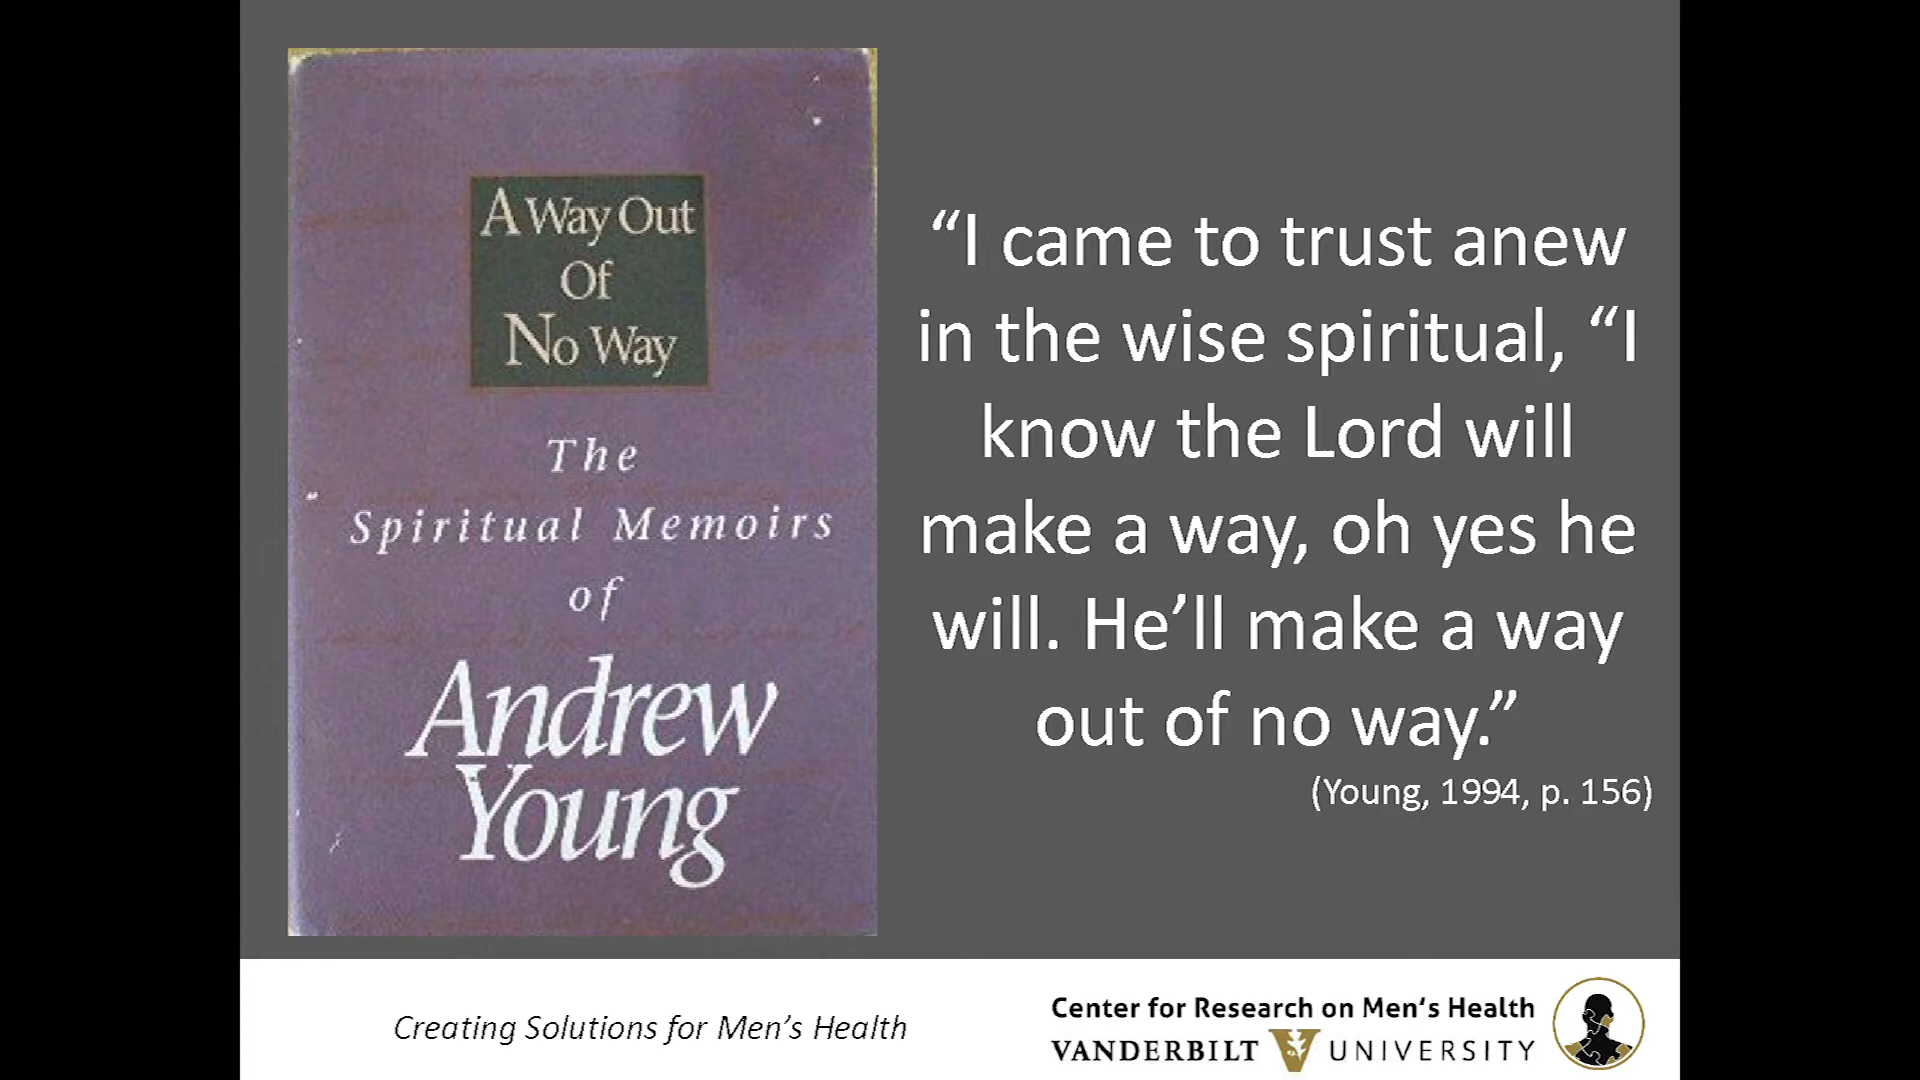 A Way Out
Of
No Way
The
Spiritual Memoirs
of
Andrew
Young
“I came to trust anew
in the wise spiritual, “I
know the Lord will
make a way, oh yes he
will. He’ll make a way
out of no way.”
(Young, 1994, p. 156)
Creating Solutions for Men’s Health
Center for Research on Men’s Health
VANDERBILT V UNIVERSITY